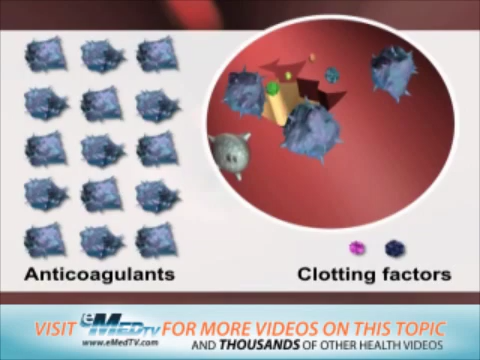 Anticoagulants
Clotting factors
VISIT eMEDTV FOR MORE VIDEOS ON THIS TOPIC
www.eMedTV.com AND THOUSANDS OF OTHER HEALTH VIDEOS